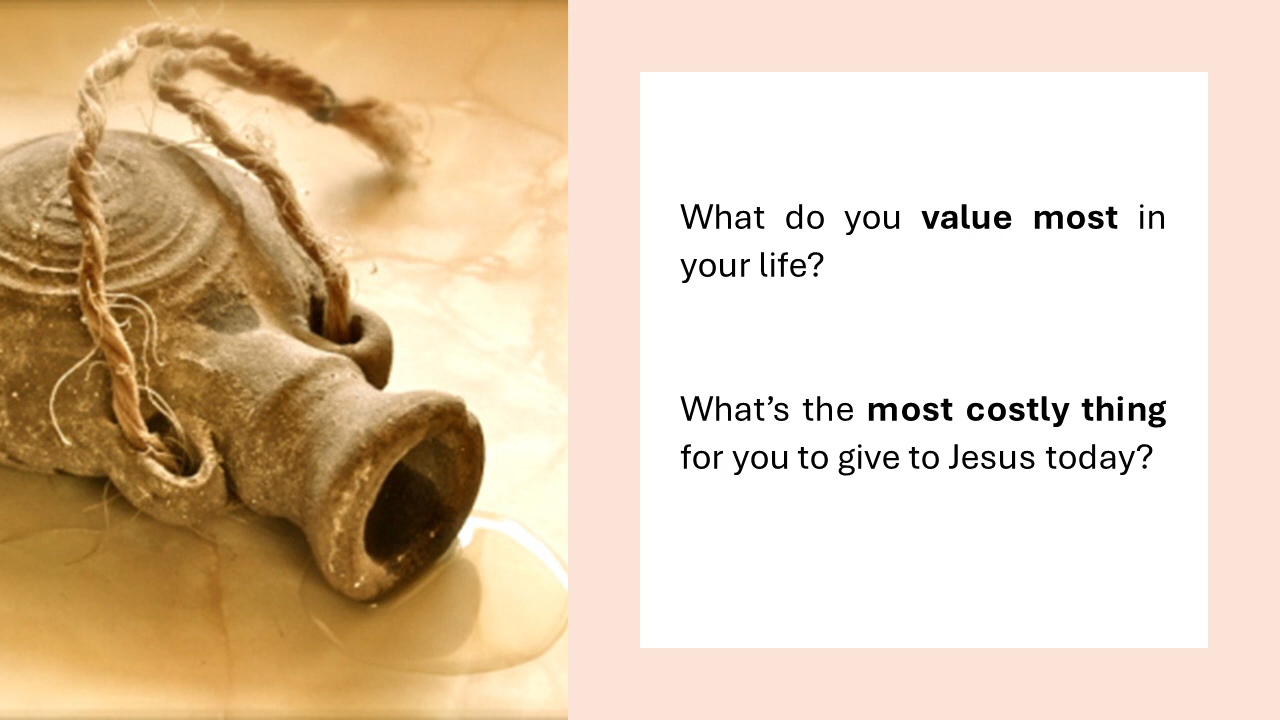 What do you value most in
your life?
What’s the most costly thing
for you to give to Jesus today?